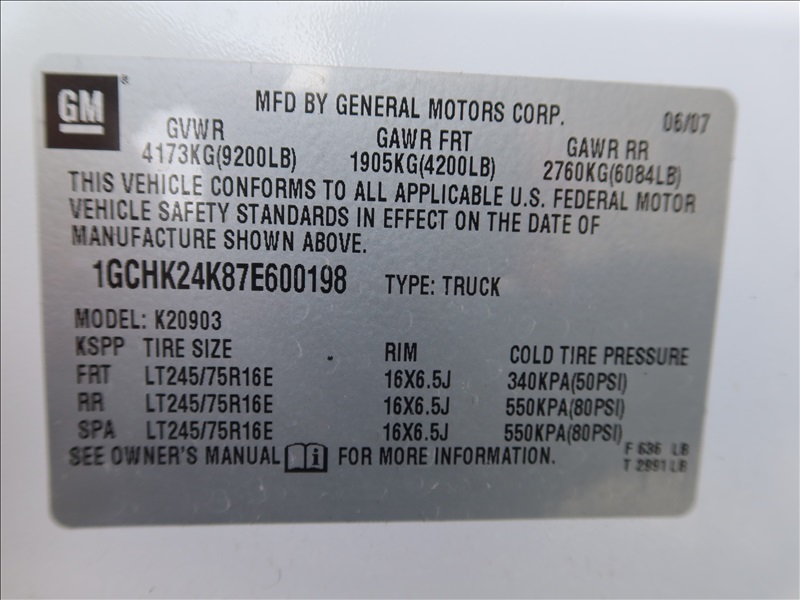 GM ®
MFD BY GENERAL MOTORS CORP. 06/07
GVWR GAWR FRT GAWR RR
4173KG(9200LB) 1905KG(4200LB) 2760KG(6084LB)
THIS VEHICLE CONFORMS TO ALL APPLICABLE U.S. FEDERAL MOTOR
VEHICLE SAFETY STANDARDS IN EFFECT ON THE DATE OF
MANUFACTURE SHOWN ABOVE.
1GCHK24K87E600198 TYPE: TRUCK
MODEL: K20903
KSPP TIRE SIZE RIM COLD TIRE PRESSURE
FRT LT245/75R16E 16X6.5J 340KPA(50PSI)
RR LT245/75R16E 16X6.5J 550KPA(80PSI)
SPA LT245/75R16E 16X6.5J 550KPA(80PSI)
SEE OWNER'S MANUAL i FOR MORE INFORMATION.
F 636 LB
T 2991 LB